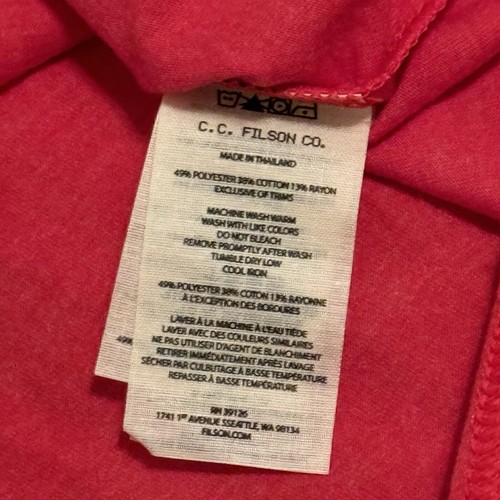 C. C. FILSON CO.
MADE IN THAILAND
49% POLYESTER 38% COTTON 13% RAYON
EXCLUSIVE OF TRIMS
MACHINE WASH WARM
WASH WITH LIKE COLORS
DO NOT BLEACH
REMOVE PROMPTLY AFTER WASH
TUMBLE DRY LOW
COOL IRON
49% POLYESTER 38% COTON 13% RAYONNE
À L'EXCEPTION DES BORDURES
LAVER À LA MACHINE À L'EAU TIÈDE
LAVER AVEC DES COULEURS SIMILAIRES
NE PAS UTILISER D'AGENT DE BLANCHIMENT
RETIRER IMMÉDIATEMENT APRÈS LAVAGE
SÉCHER PAR CULBUTAGE À BASSE TEMPÉRATURE
REPASSER À BASSE TEMPÉRATURE
RN 39126
1741 1ST AVENUE SSEATTLE, WA 98134
FILSON.COM
49%